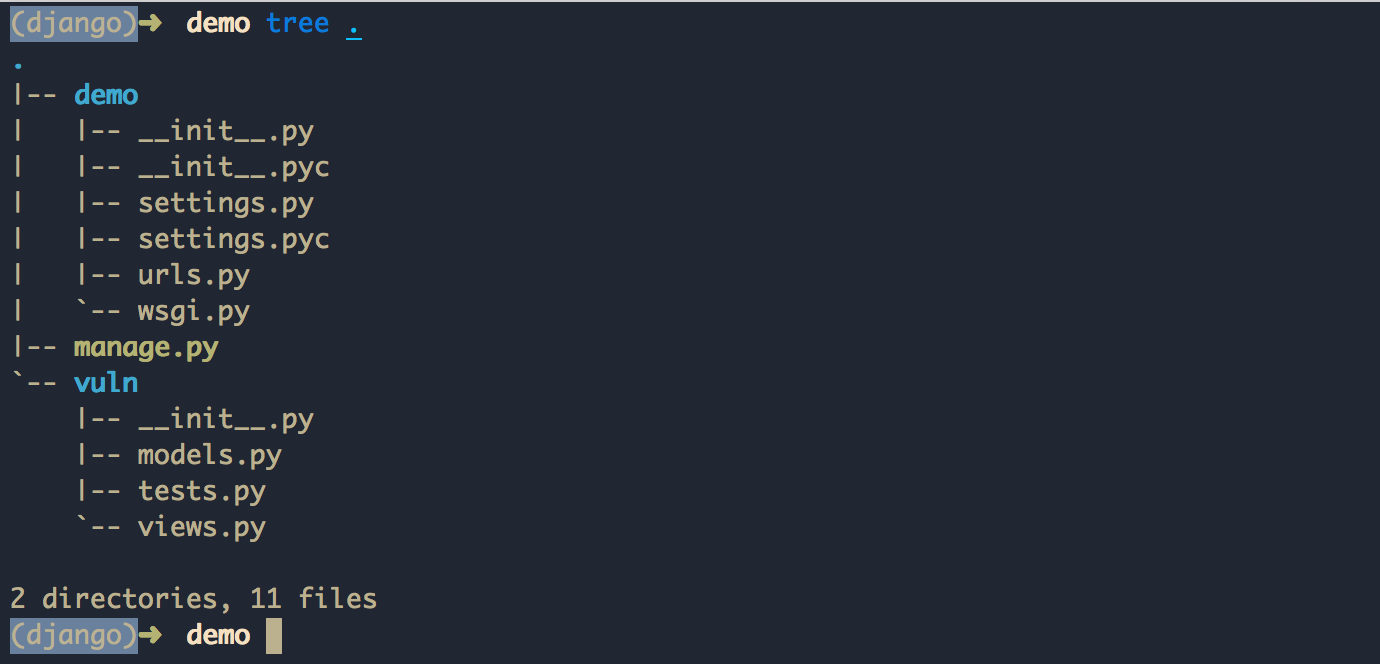 (django)➜  demo tree .
.
|-- demo
|   |-- __init__.py
|   |-- __init__.pyc
|   |-- settings.py
|   |-- settings.pyc
|   |-- urls.py
|   `-- wsgi.py
|-- manage.py
`-- vuln
    |-- __init__.py
    |-- models.py
    |-- tests.py
    `-- views.py

2 directories, 11 files
(django)➜  demo